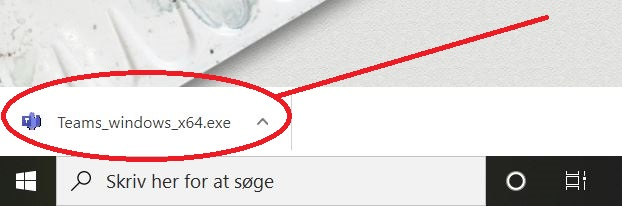 Teams_windows_x64.exe
Skriv her for at søge